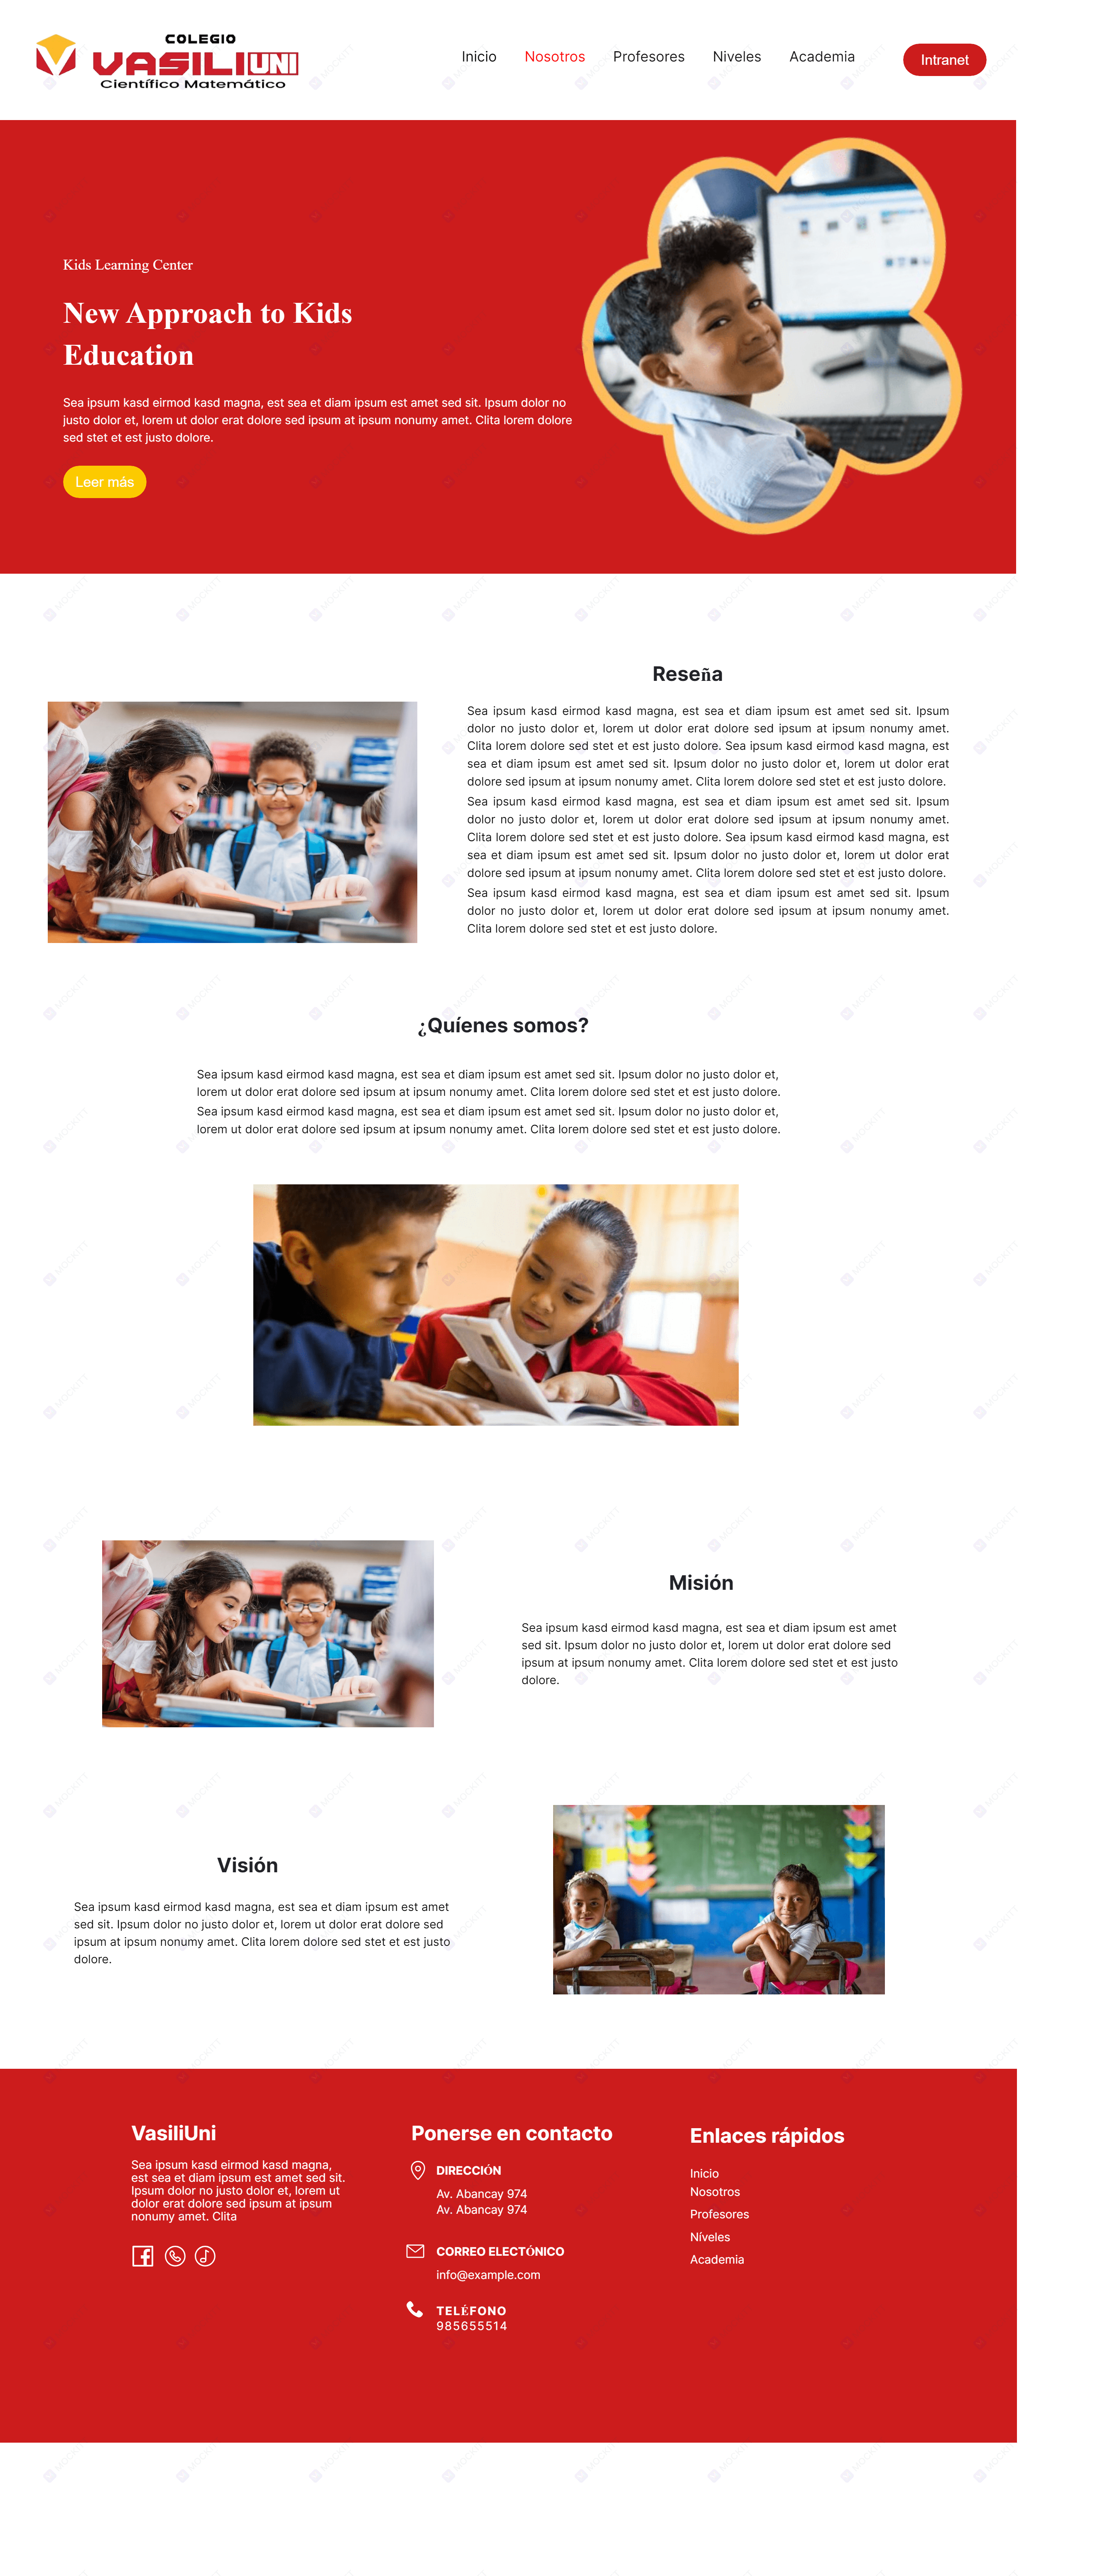 COLEGIO
VASILIUNI
Científico Matemático
Inicio Nosotros Profesores Niveles Academia Intranet
Kids Learning Center
New Approach to Kids
Education
Sea ipsum kasd eirmod kasd magna, est sea et diam ipsum est amet sed sit. Ipsum dolor no
justo dolor et, lorem ut dolor erat dolore sed ipsum at ipsum nonumy amet. Clita lorem dolore
sed stet et est justo dolore.
Leer más
Reseña
Sea ipsum kasd eirmod kasd magna, est sea et diam ipsum est amet sed sit. Ipsum
dolor no justo dolor et, lorem ut dolor erat dolore sed ipsum at ipsum nonumy amet.
Clita lorem dolore sed stet et est justo dolore. Sea ipsum kasd eirmod kasd magna, est
sea et diam ipsum est amet sed sit. Ipsum dolor no justo dolor et, lorem ut dolor erat
dolore sed ipsum at ipsum nonumy amet. Clita lorem dolore sed stet et est justo dolore.
Sea ipsum kasd eirmod kasd magna, est sea et diam ipsum est amet sed sit. Ipsum
dolor no justo dolor et, lorem ut dolor erat dolore sed ipsum at ipsum nonumy amet.
Clita lorem dolore sed stet et est justo dolore. Sea ipsum kasd eirmod kasd magna, est
sea et diam ipsum est amet sed sit. Ipsum dolor no justo dolor et, lorem ut dolor erat
dolore sed ipsum at ipsum nonumy amet. Clita lorem dolore sed stet et est justo dolore.
Sea ipsum kasd eirmod kasd magna, est sea et diam ipsum est amet sed sit. Ipsum
dolor no justo dolor et, lorem ut dolor erat dolore sed ipsum at ipsum nonumy amet.
Clita lorem dolore sed stet et est justo dolore.
¿Quíenes somos?
Sea ipsum kasd eirmod kasd magna, est sea et diam ipsum est amet sed sit. Ipsum dolor no justo dolor et,
lorem ut dolor erat dolore sed ipsum at ipsum nonumy amet. Clita lorem dolore sed stet et est justo dolore.
Sea ipsum kasd eirmod kasd magna, est sea et diam ipsum est amet sed sit. Ipsum dolor no justo dolor et,
lorem ut dolor erat dolore sed ipsum at ipsum nonumy amet. Clita lorem dolore sed stet et est justo dolore.
Misión
Sea ipsum kasd eirmod kasd magna, est sea et diam ipsum est amet
sed sit. Ipsum dolor no justo dolor et, lorem ut dolor erat dolore sed
ipsum at ipsum nonumy amet. Clita lorem dolore sed stet et est justo
dolore.
Visión
Sea ipsum kasd eirmod kasd magna, est sea et diam ipsum est amet
sed sit. Ipsum dolor no justo dolor et, lorem ut dolor erat dolore sed
ipsum at ipsum nonumy amet. Clita lorem dolore sed stet et est justo
dolore.
VasiliUni
Sea ipsum kasd eirmod kasd magna,
est sea et diam ipsum est amet sed sit.
Ipsum dolor no justo dolor et, lorem ut
dolor erat dolore sed ipsum at ipsum
nonumy amet. Clita
Ponerse en contacto
DIRECCIÓN
Av. Abancay 974
Av. Abancay 974
CORREO ELECTÓNICO
info@example.com
TELÉFONO
985655514
Enlaces rápidos
Inicio
Nosotros
Profesores
Níveles
Academia
MOCKITT